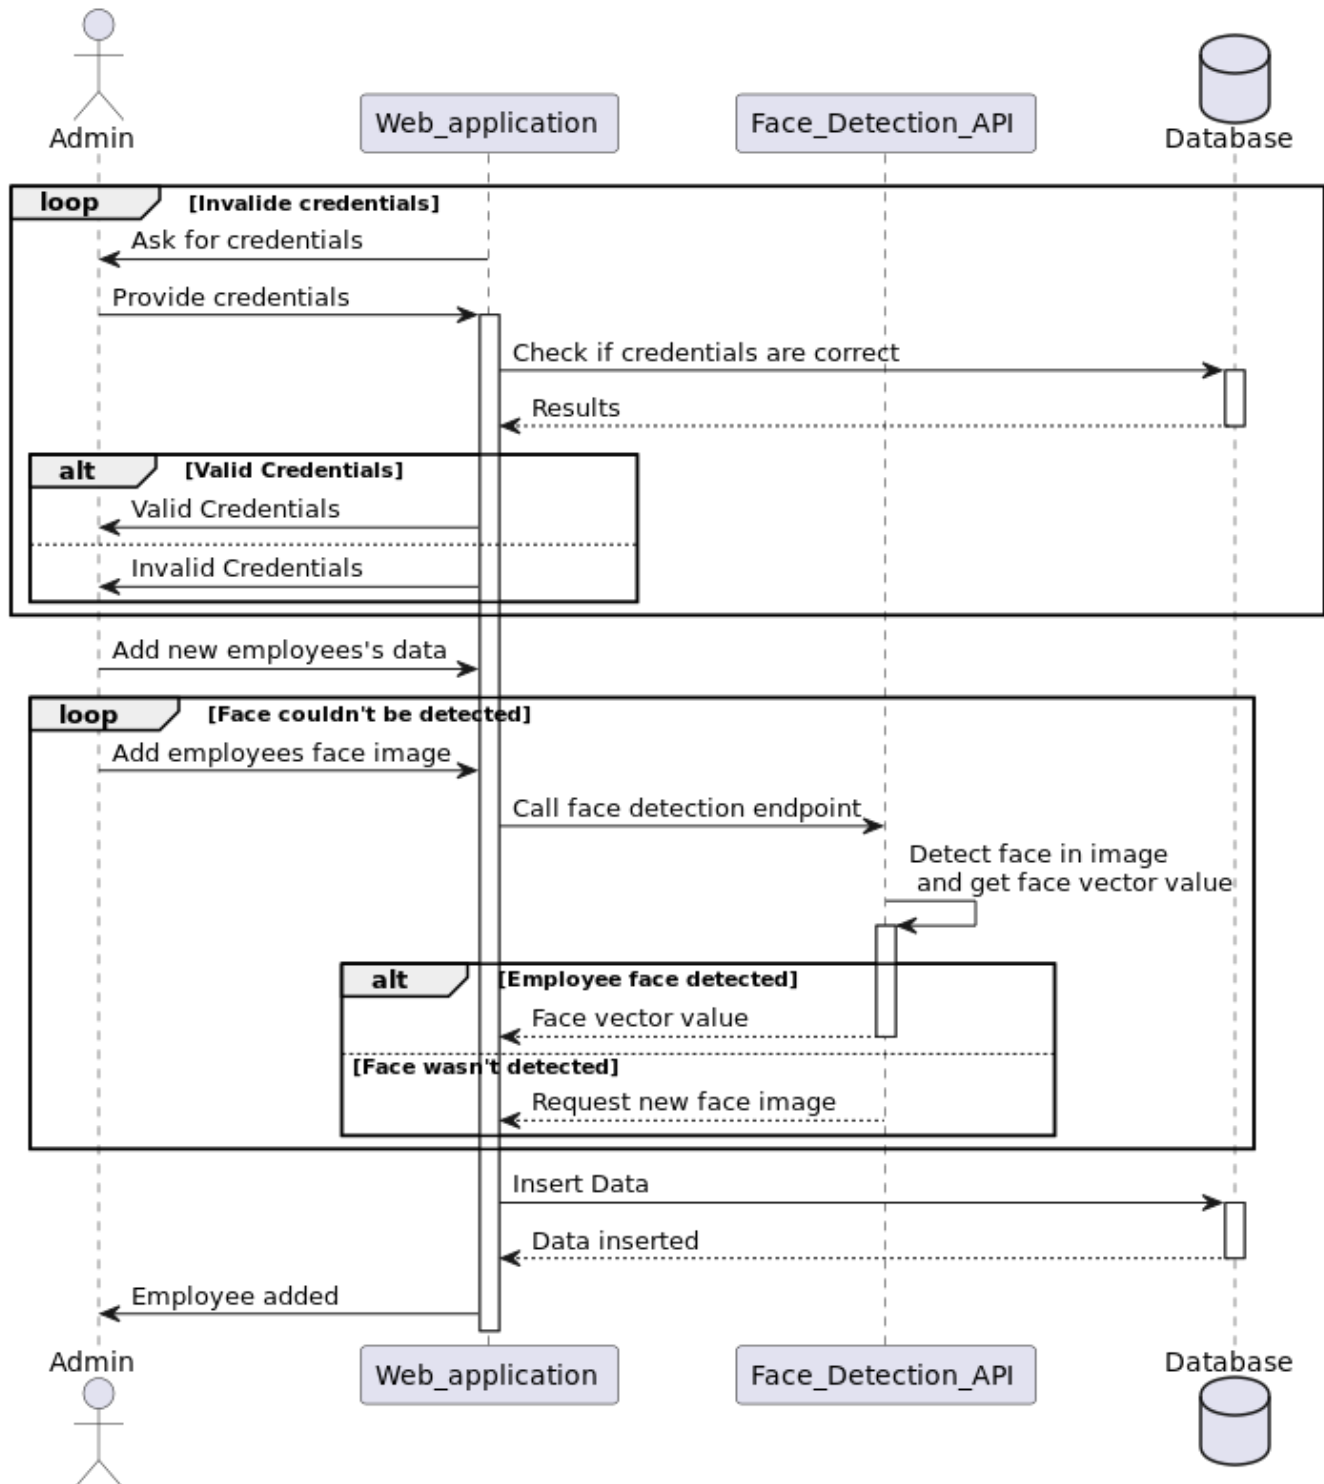 Admin
Web_application
Face_Detection_API
Database
loop
[Invalide credentials]
Ask for credentials
Provide credentials
Check if credentials are correct
Results
alt
[Valid Credentials]
Valid Credentials
Invalid Credentials
Add new employees's data
loop
[Face couldn't be detected]
Add employees face image
Call face detection endpoint
Detect face in image
and get face vector value
alt
[Employee face detected]
Face vector value
[Face wasn't detected]
Request new face image
Insert Data
Data inserted
Employee added
Admin
Web_application
Face_Detection_API
Database